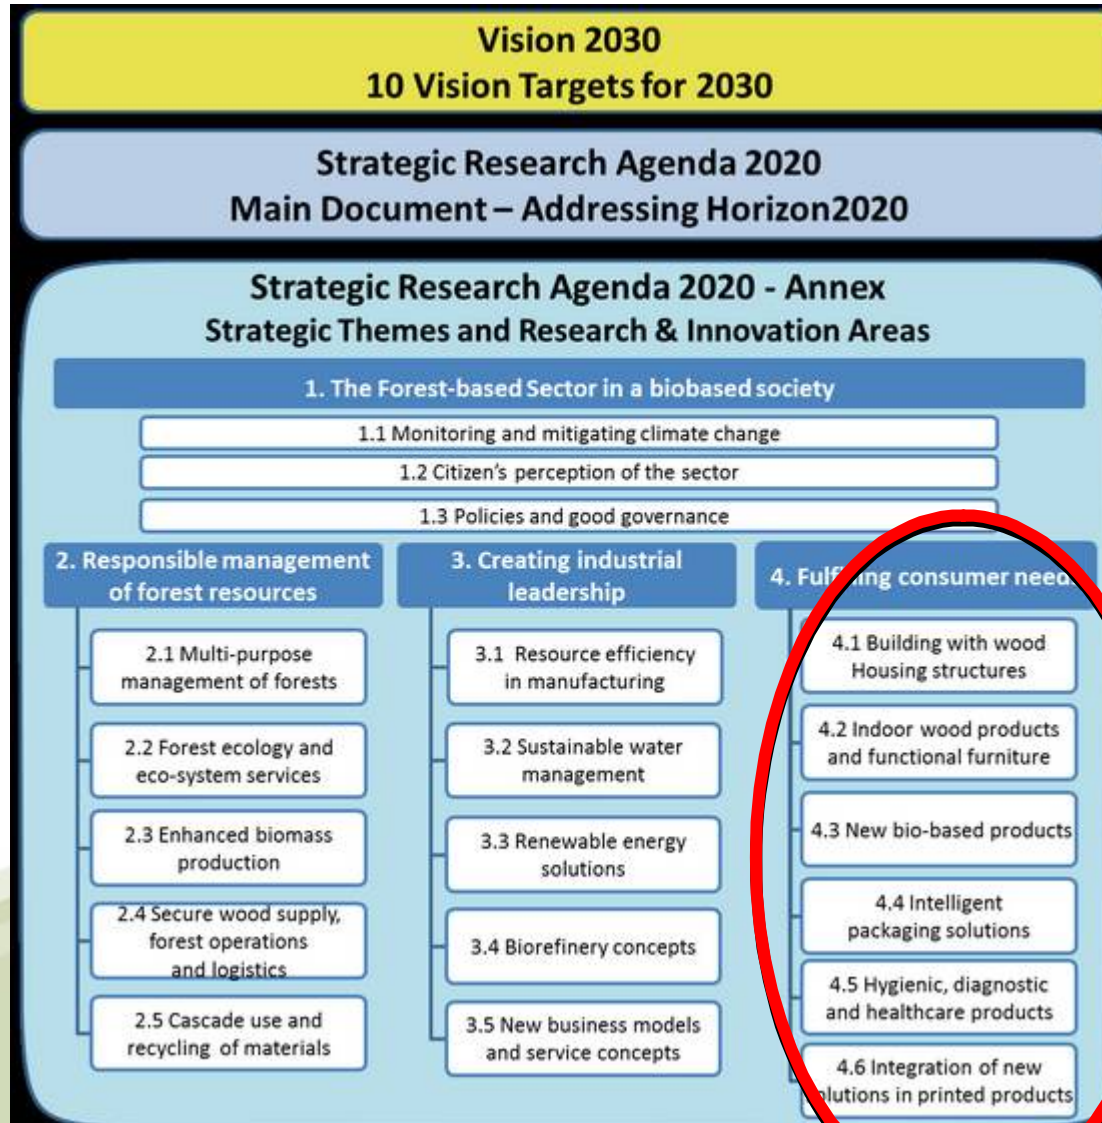 Vision 2030
10 Vision Targets for 2030
Strategic Research Agenda 2020
Main Document – Addressing Horizon2020
Strategic Research Agenda 2020 - Annex
Strategic Themes and Research & Innovation Areas
1. The Forest-based Sector in a biobased society
1.1 Monitoring and mitigating climate change
1.2 Citizen's perception of the sector
1.3 Policies and good governance
2. Responsible management
of forest resources
2.1 Multi-purpose
management of forests
2.2 Forest ecology and
eco-system services
2.3 Enhanced biomass
production
2.4 Secure wood supply,
forest operations
and logistics
2.5 Cascade use and
recycling of materials
3. Creating industrial
leadership
3.1 Resource efficiency
in manufacturing
3.2 Sustainable water
management
3.3 Renewable energy
solutions
3.4 Biorefinery concepts
3.5 New business models
and service concepts
4. Fulfilling consumer needs
4.1 Building with wood
Housing structures
4.2 Indoor wood products
and functional furniture
4.3 New bio-based products
4.4 Intelligent
packaging solutions
4.5 Hygienic, diagnostic
and healthcare products
4.6 Integration of new
solutions in printed products